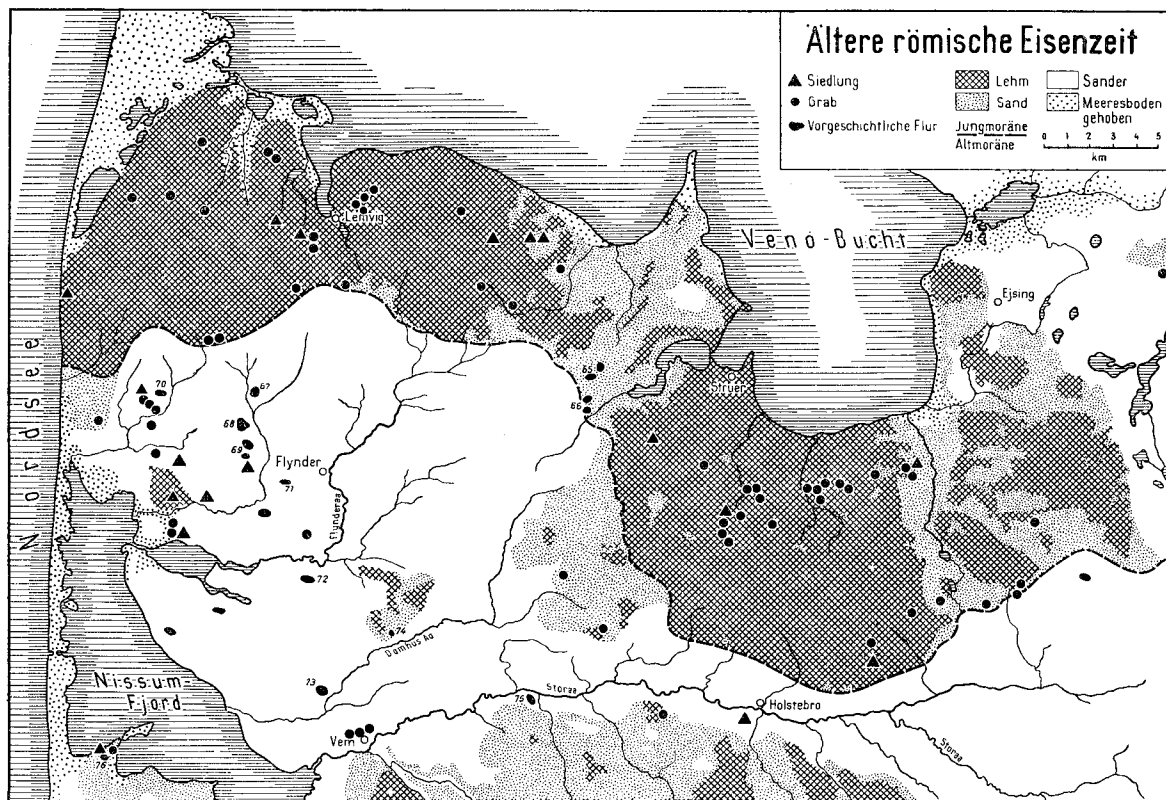 Ältere römische Eisenzeit
Siedlung
Grab
Vorgeschichtliche Flur
Lehm
Sand
Jungmoräne
Altmoräne
Sander
Meeresboden
gehoben
0 1 2 3 4 5
km
Lemvig
Venö-Bucht
Ejsing
Struer
Nordsee
65
66
67
68
69
70
71
Flynder
Flynderaa
72
74
Damhus Aa
73
Nissum-
Fjord
75
Storaa
Holstebro
Vem
Storaa
76